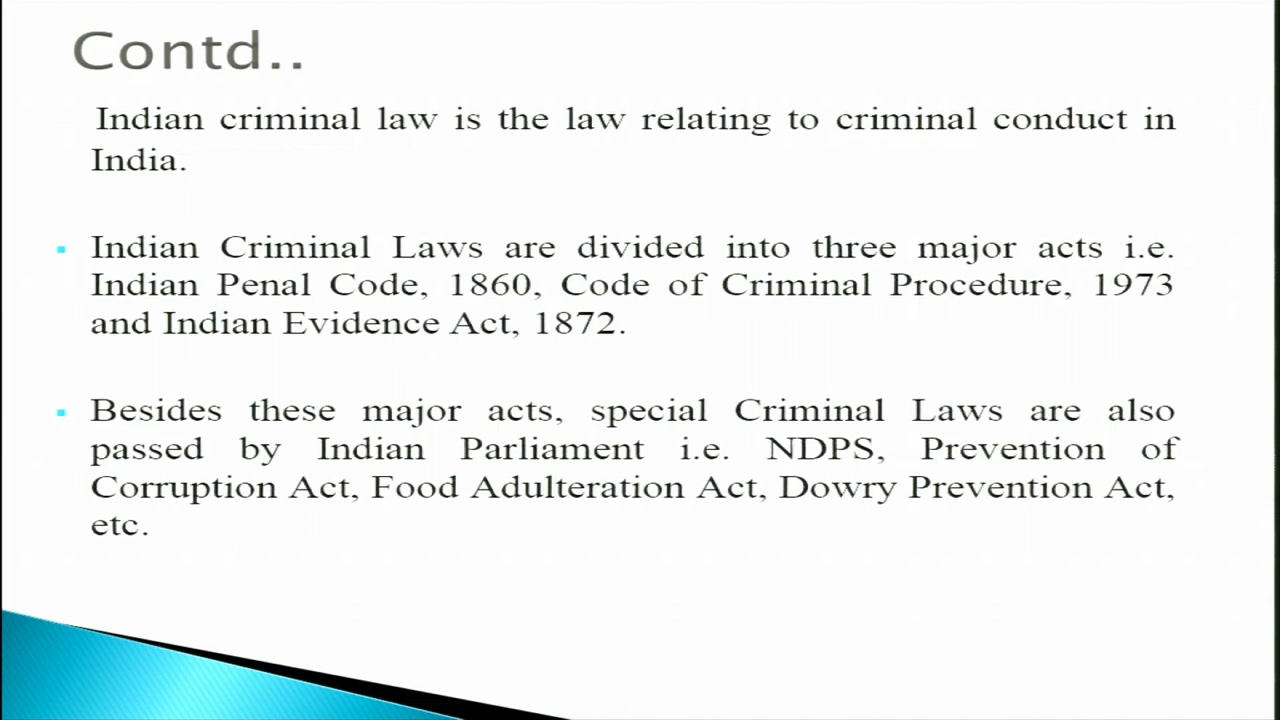 Contd..
Indian criminal law is the law relating to criminal conduct in
India.
Indian Criminal Laws are divided into three major acts i.e.
Indian Penal Code, 1860, Code of Criminal Procedure, 1973
and Indian Evidence Act, 1872.
Besides these major acts, special Criminal Laws are also
passed by Indian Parliament i.e. NDPS, Prevention of
Corruption Act, Food Adulteration Act, Dowry Prevention Act,
etc.